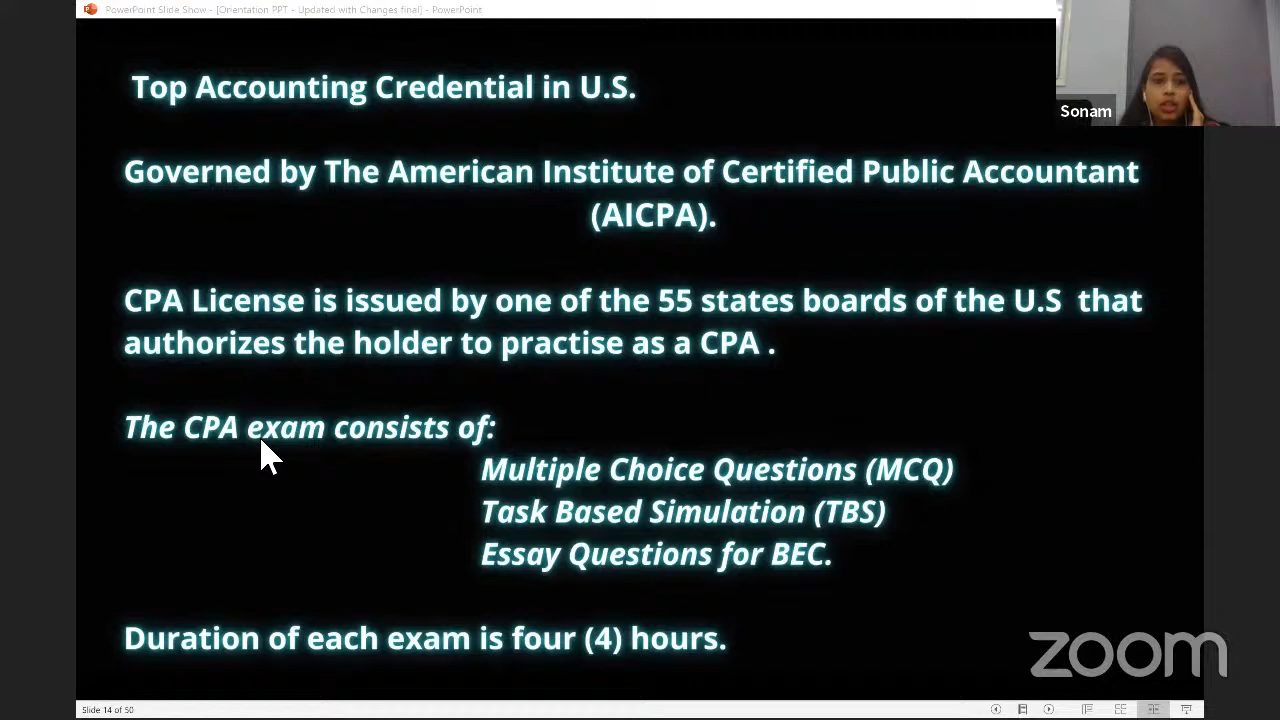 PowerPoint Slide Show - [Orientation PPT - Updated with Changes final] - PowerPoint
Sonam
Top Accounting Credential in U.S.
Governed by The American Institute of Certified Public Accountant
(AICPA).
CPA License is issued by one of the 55 states boards of the U.S that
authorizes the holder to practise as a CPA .
The CPA exam consists of:
Multiple Choice Questions (MCQ)
Task Based Simulation (TBS)
Essay Questions for BEC.
Duration of each exam is four (4) hours.
zoom
Slide 14 of 50